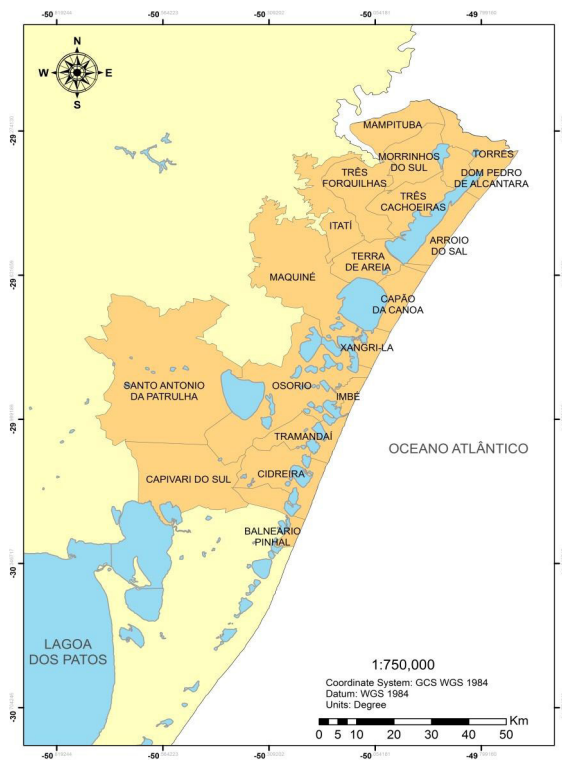 -50
-50
-50
-50
-49
N
W
E
S
-29
-29
-29
-30
-30
MAMPITUBA
MORRINHOS
DO SUL
TORRES
TRÊS
FORQUILHAS
DOM PEDRO
DE ALCANTARA
TRÊS
CACHOEIRAS
ITATÍ
ARROIO
DO SAL
TERRA
DE AREIA
MAQUINÉ
CAPÃO
DA CANOA
XANGRI-LA
SANTO ANTONIO
DA PATRULHA
OSORIO
IMBÉ
TRAMANDAÍ
OCEANO ATLÂNTICO
CIDREIRA
CAPIVARI DO SUL
BALNEÁRIO
PINHAL
LAGOA
DOS PATOS
1:750,000
Coordinate System: GCS WGS 1984
Datum: WGS 1984
Units: Degree
Km
0 5 10 20 30 40 50
-50
-50
-50
-50
-49